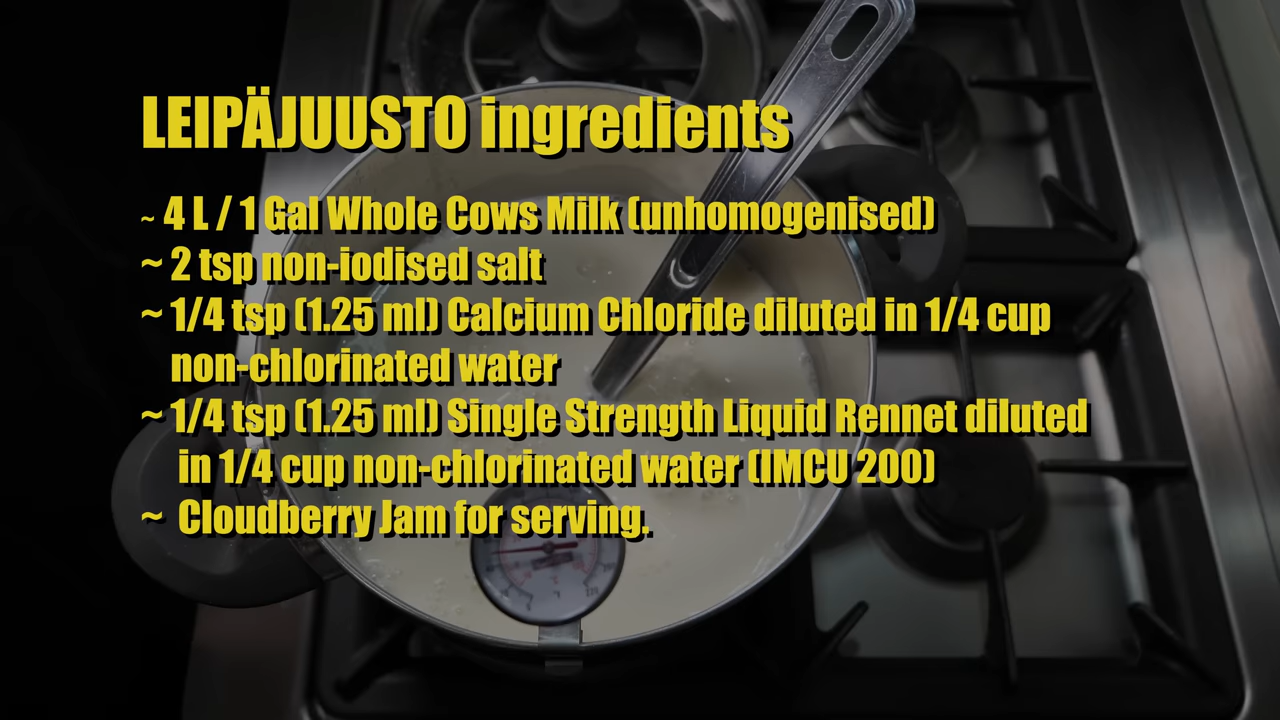 LEIPÄJUUSTO ingredients
~ 4 L / 1 Gal Whole Cows Milk (unhomogenised)
~ 2 tsp non-iodised salt
~ 1/4 tsp (1.25 ml) Calcium Chloride diluted in 1/4 cup
non-chlorinated water
~ 1/4 tsp (1.25 ml) Single Strength Liquid Rennet diluted
in 1/4 cup non-chlorinated water (IMCU 200)
~ Cloudberry Jam for serving.